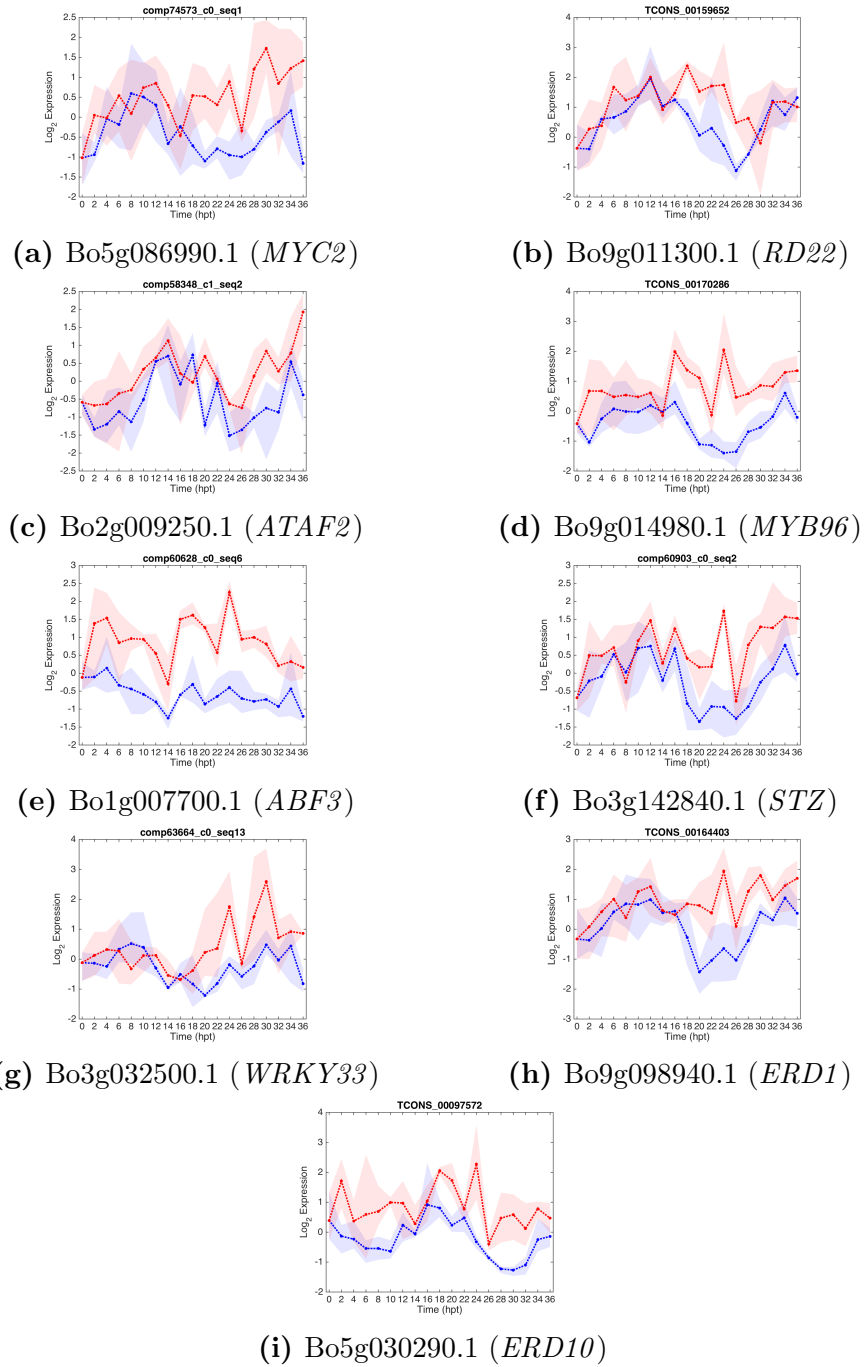 comp74573_c0_seq1
Log2 Expression
2.5
2
1.5
1
0.5
0
-0.5
-1
-1.5
-2
0 2 4 6 8 10 12 14 16 18 20 22 24 26 28 30 32 34 36
Time (hpt)
(a) Bo5g086990.1 (MYC2)
TCONS_00159652
Log2 Expression
4
3
2
1
0
-1
-2
0 2 4 6 8 10 12 14 16 18 20 22 24 26 28 30 32 34 36
Time (hpt)
(b) Bo9g011300.1 (RD22)
comp58348_c1_seq2
Log2 Expression
2.5
2
1.5
1
0.5
0
-0.5
-1
-1.5
-2
-2.5
0 2 4 6 8 10 12 14 16 18 20 22 24 26 28 30 32 34 36
Time (hpt)
(c) Bo2g009250.1 (ATAF2)
TCONS_00170286
Log2 Expression
4
3
2
1
0
-1
-2
0 2 4 6 8 10 12 14 16 18 20 22 24 26 28 30 32 34 36
Time (hpt)
(d) Bo9g014980.1 (MYB96)
comp60628_c0_seq6
Log2 Expression
3
2.5
2
1.5
1
0.5
0
-0.5
-1
-1.5
-2
0 2 4 6 8 10 12 14 16 18 20 22 24 26 28 30 32 34 36
Time (hpt)
(e) Bo1g007700.1 (ABF3)
comp60903_c0_seq2
Log2 Expression
3
2.5
2
1.5
1
0.5
0
-0.5
-1
-1.5
-2
0 2 4 6 8 10 12 14 16 18 20 22 24 26 28 30 32 34 36
Time (hpt)
(f) Bo3g142840.1 (STZ)
comp63664_c0_seq13
Log2 Expression
4
3
2
1
0
-1
-2
0 2 4 6 8 10 12 14 16 18 20 22 24 26 28 30 32 34 36
Time (hpt)
(g) Bo3g032500.1 (WRKY33)
TCONS_00164403
Log2 Expression
4
3
2
1
0
-1
-2
-3
0 2 4 6 8 10 12 14 16 18 20 22 24 26 28 30 32 34 36
Time (hpt)
(h) Bo9g098940.1 (ERD1)
TCONS_00097572
Log2 Expression
4
3
2
1
0
-1
-2
0 2 4 6 8 10 12 14 16 18 20 22 24 26 28 30 32 34 36
Time (hpt)
(i) Bo5g030290.1 (ERD10)